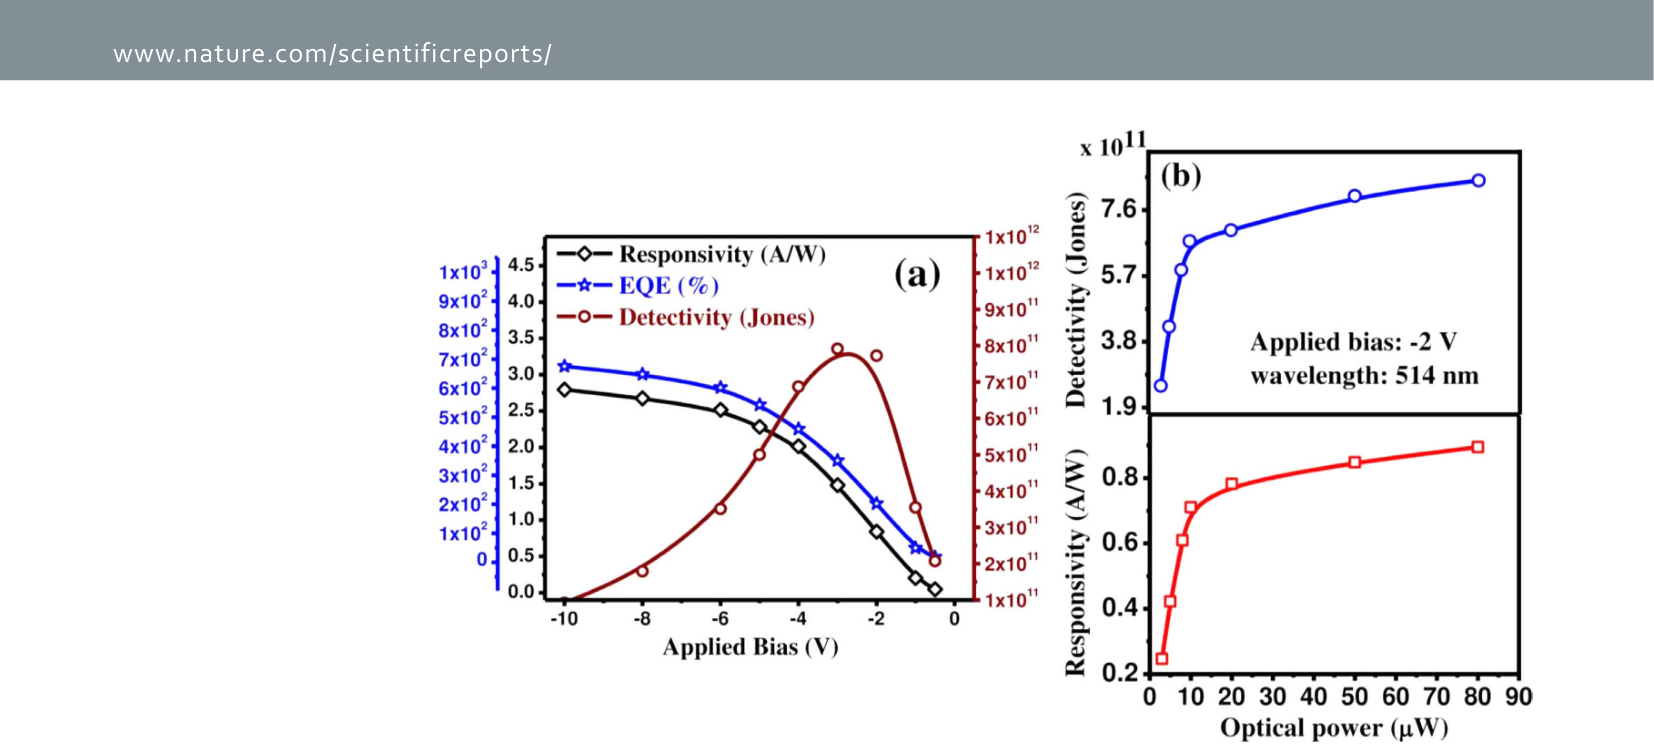 www.nature.com/scientificreports/
(a)
Responsivity (A/W)
EQE (%)
Detectivity (Jones)
1x10³
9x10²
8x10²
7x10²
6x10²
5x10²
4x10²
3x10²
2x10²
1x10²
0
4.5
4.0
3.5
3.0
2.5
2.0
1.5
1.0
0.5
0.0
1x10¹²
1x10¹²
9x10¹¹
8x10¹¹
7x10¹¹
6x10¹¹
5x10¹¹
4x10¹¹
3x10¹¹
2x10¹¹
1x10¹¹
-10 -8 -6 -4 -2 0
Applied Bias (V)
x 10¹¹
(b)
Detectivity (Jones)
7.6
5.7
3.8
1.9
Applied bias: -2 V
wavelength: 514 nm
Responsivity (A/W)
0.8
0.6
0.4
0.2
0 10 20 30 40 50 60 70 80 90
Optical power (μW)